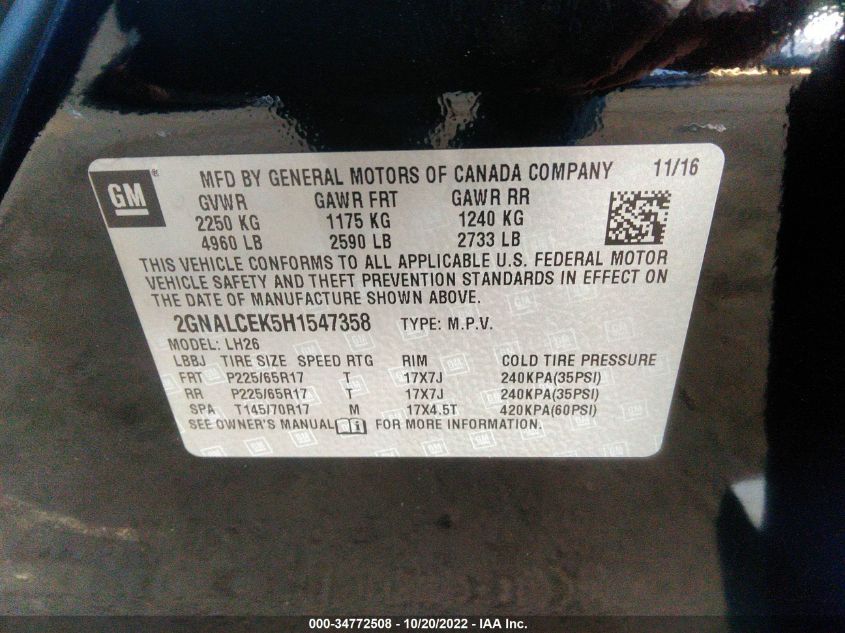 GM ® MFD BY GENERAL MOTORS OF CANADA COMPANY 11/16
GVWR GAWR FRT GAWR RR
2250 KG 1175 KG 1240 KG
4960 LB 2590 LB 2733 LB
THIS VEHICLE CONFORMS TO ALL APPLICABLE U.S. FEDERAL MOTOR
VEHICLE SAFETY AND THEFT PREVENTION STANDARDS IN EFFECT ON
THE DATE OF MANUFACTURE SHOWN ABOVE.
2GNALCEK5H1547358 TYPE: M.P.V.
MODEL: LH26
LBBJ TIRE SIZE SPEED RTG RIM COLD TIRE PRESSURE
FRT P225/65R17 T 17X7J 240KPA(35PSI)
RR P225/65R17 T 17X7J 240KPA(35PSI)
SPA T145/70R17 M 17X4.5T 420KPA(60PSI)
SEE OWNER'S MANUAL i FOR MORE INFORMATION.
000-34772508 - 10/20/2022 - IAA Inc.